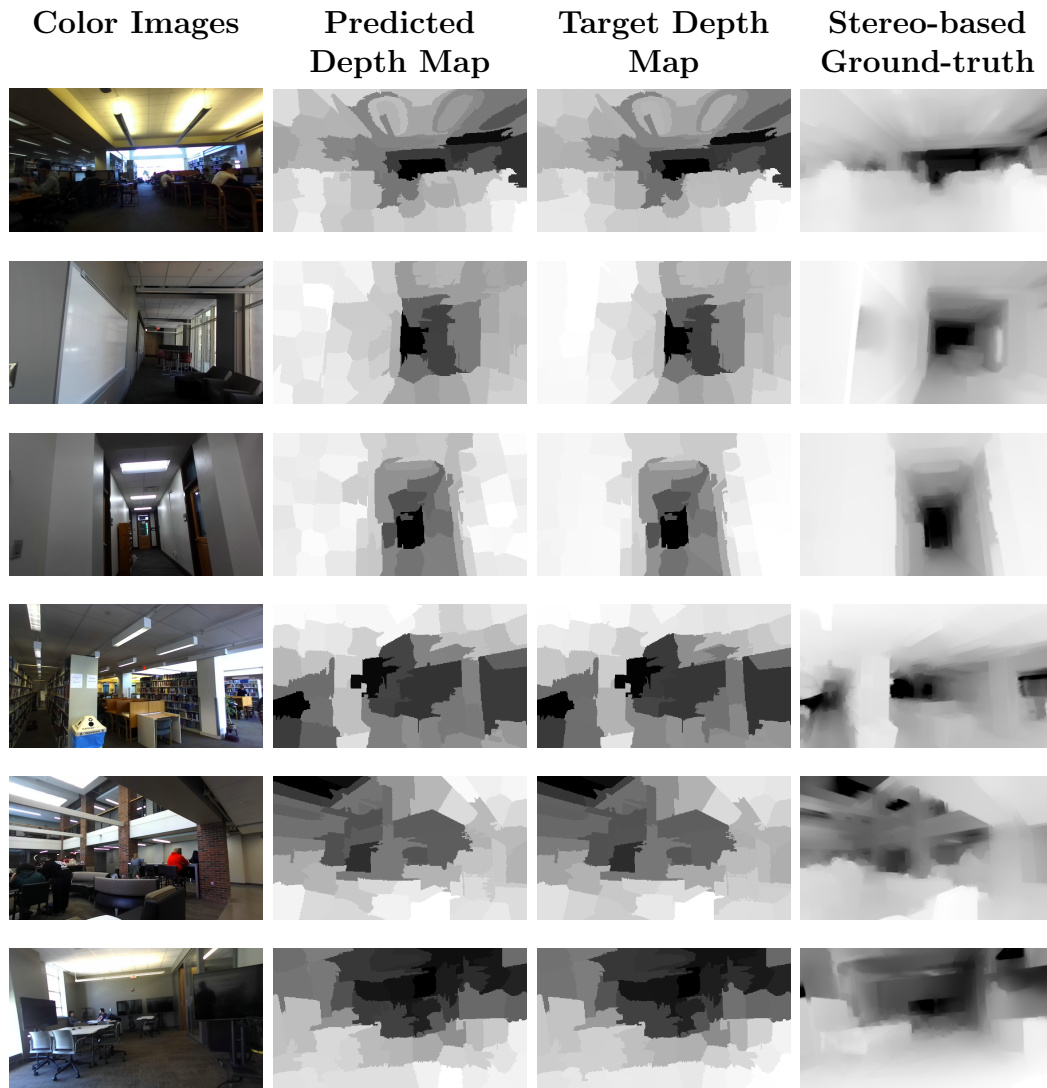 Color Images
Predicted
Depth Map
Target Depth
Map
Stereo-based
Ground-truth